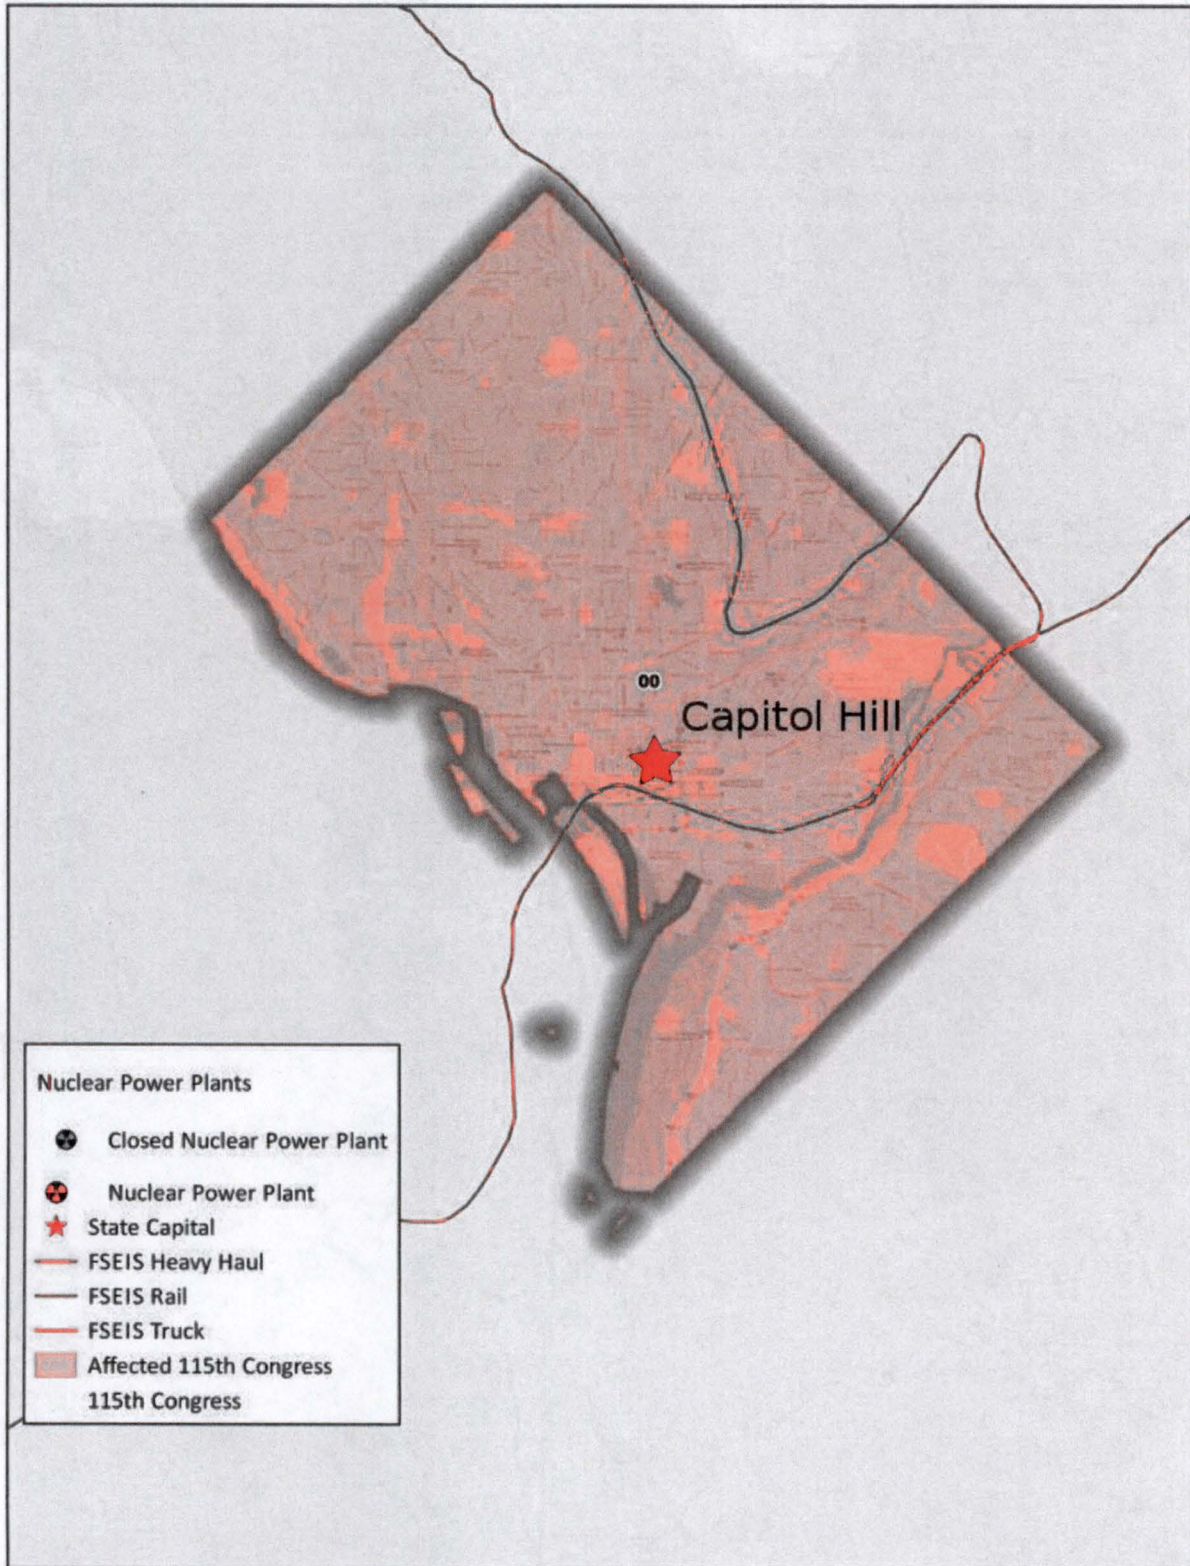 00
Capitol Hill
Nuclear Power Plants
Closed Nuclear Power Plant
Nuclear Power Plant
State Capital
FSEIS Heavy Haul
FSEIS Rail
FSEIS Truck
Affected 115th Congress
115th Congress